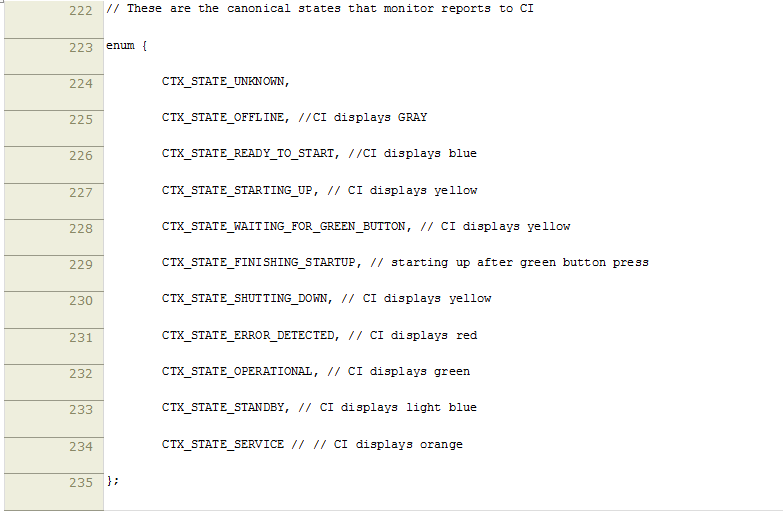 222 // These are the canonical states that monitor reports to CI
223 enum {
224 CTX_STATE_UNKNOWN,
225 CTX_STATE_OFFLINE, //CI displays GRAY
226 CTX_STATE_READY_TO_START, //CI displays blue
227 CTX_STATE_STARTING_UP, // CI displays yellow
228 CTX_STATE_WAITING_FOR_GREEN_BUTTON, // CI displays yellow
229 CTX_STATE_FINISHING_STARTUP, // starting up after green button press
230 CTX_STATE_SHUTTING_DOWN, // CI displays yellow
231 CTX_STATE_ERROR_DETECTED, // CI displays red
232 CTX_STATE_OPERATIONAL, // CI displays green
233 CTX_STATE_STANDBY, // CI displays light blue
234 CTX_STATE_SERVICE // // CI displays orange
235 };